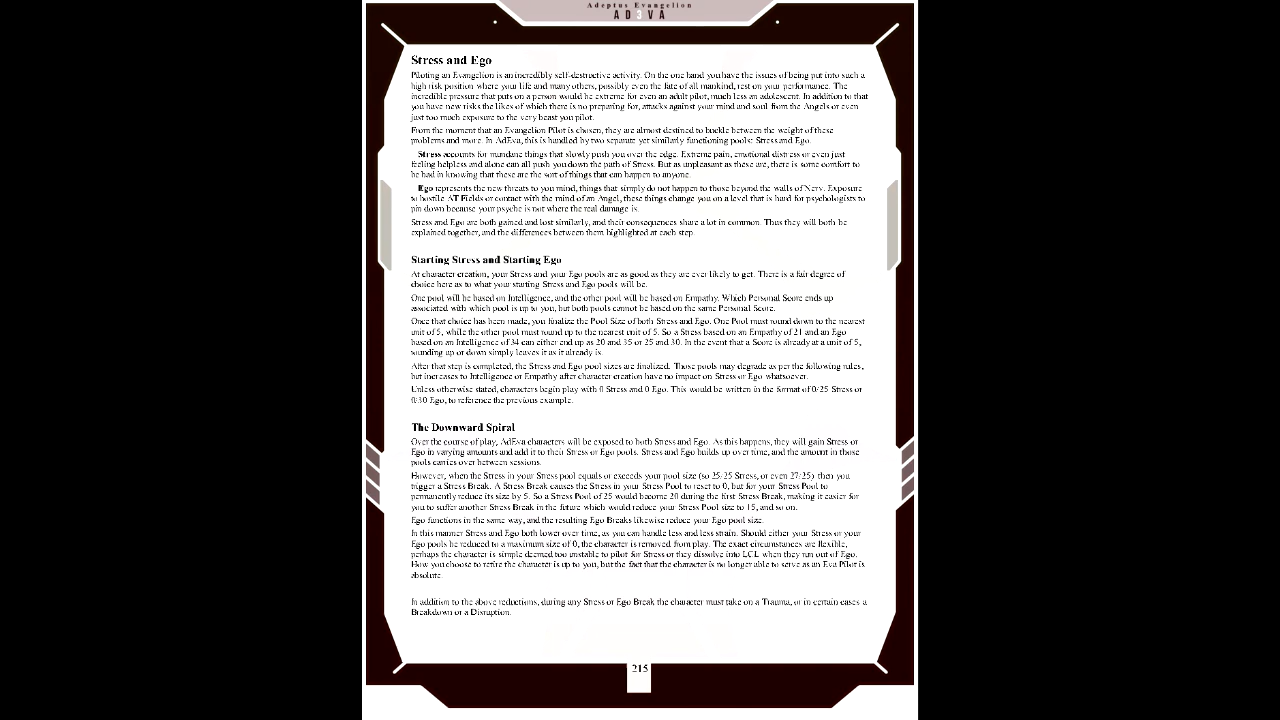 Adeptus Evangelion
AD3VA
Stress and Ego
Piloting an Evangelion is an incredibly self-destructive activity. On the one hand you have the issues of being put into such a
high risk position where your life and many others, possibly even the fate of all mankind, rest on your performance. The
incredible pressure that puts on a person would be extreme for even an adult pilot, much less an adolescent. In addition to that
you have new risks the likes of which there is no preparing for, attacks against your mind and soul from the Angels or even
just too much exposure to the very beast you pilot.
From the moment that an Evangelion Pilot is chosen, they are almost destined to buckle between the weight of these
problems and more. In AdEva, this is handled by two separate yet similarly functioning pools: Stress and Ego.
Stress accounts for mundane things that slowly push you over the edge. Extreme pain, emotional distress or even just
feeling helpless and alone can all push you down the path of Stress. But as unpleasant as these are, there is some comfort to
be had in knowing that these are the sort of things that can happen to anyone.
Ego represents the new threats to you mind, things that simply do not happen to those beyond the walls of Nerv. Exposure
to hostile AT Fields or contact with the mind of an Angel, these things change you on a level that is hard for psychologists to
pin down because your psyche is not where the real damage is.
Stress and Ego are both gained and lost similarly, and their consequences share a lot in common. Thus they will both be
explained together, and the differences between them highlighted at each step.
Starting Stress and Starting Ego
At character creation, your Stress and your Ego pools are as good as they are ever likely to get. There is a fair degree of
choice here as to what your starting Stress and Ego pools will be.
One pool will be based on Intelligence, and the other pool will be based on Empathy. Which Personal Score ends up
associated with which pool is up to you, but both pools cannot be based on the same Personal Score.
Once that choice has been made, you finalize the Pool Size of both Stress and Ego. One Pool must round down to the nearest
unit of 5, while the other pool must round up to the nearest unit of 5. So a Stress based on an Empathy of 21 and an Ego
based on an Intelligence of 34 can either end up as 20 and 35 or 25 and 30. In the event that a Score is already at a unit of 5,
rounding up or down simply leaves it as it already is.
After that step is completed, the Stress and Ego pool sizes are finalized. Those pools may degrade as per the following rules,
but increases to Intelligence or Empathy after character creation have no impact on Stress or Ego whatsoever.
Unless otherwise stated, characters begin play with 0 Stress and 0 Ego. This would be written in the format of 0/25 Stress or
0/30 Ego, to reference the previous example.
The Downward Spiral
Over the course of play, AdEva characters will be exposed to both Stress and Ego. As this happens, they will gain Stress or
Ego in varying amounts and add it to their Stress or Ego pools. Stress and Ego builds up over time, and the amount in those
pools carries over between sessions.
However, when the Stress in your Stress pool equals or exceeds your pool size (so 25/25 Stress, or even 27/25) then you
trigger a Stress Break. A Stress Break causes the Stress in your Stress Pool to reset to 0, but for your Stress Pool to
permanently reduce its size by 5. So a Stress Pool of 25 would become 20 during the first Stress Break, making it easier for
you to suffer another Stress Break in the future which would reduce your Stress Pool size to 15, and so on.
Ego functions in the same way, and the resulting Ego Breaks likewise reduce your Ego pool size.
In this manner Stress and Ego both lower over time, as you can handle less and less strain. Should either your Stress or your
Ego pools be reduced to a maximum size of 0, the character is removed from play. The exact circumstances are flexible,
perhaps the character is simple deemed too unstable to pilot for Stress or they dissolve into LCL when they run out of Ego.
How you choose to retire the character is up to you, but the fact that the character is no longer able to serve as an Eva Pilot is
absolute.
In addition to the above reductions, during any Stress or Ego Break the character must take on a Trauma, or in certain cases a
Breakdown or a Disruption.
215